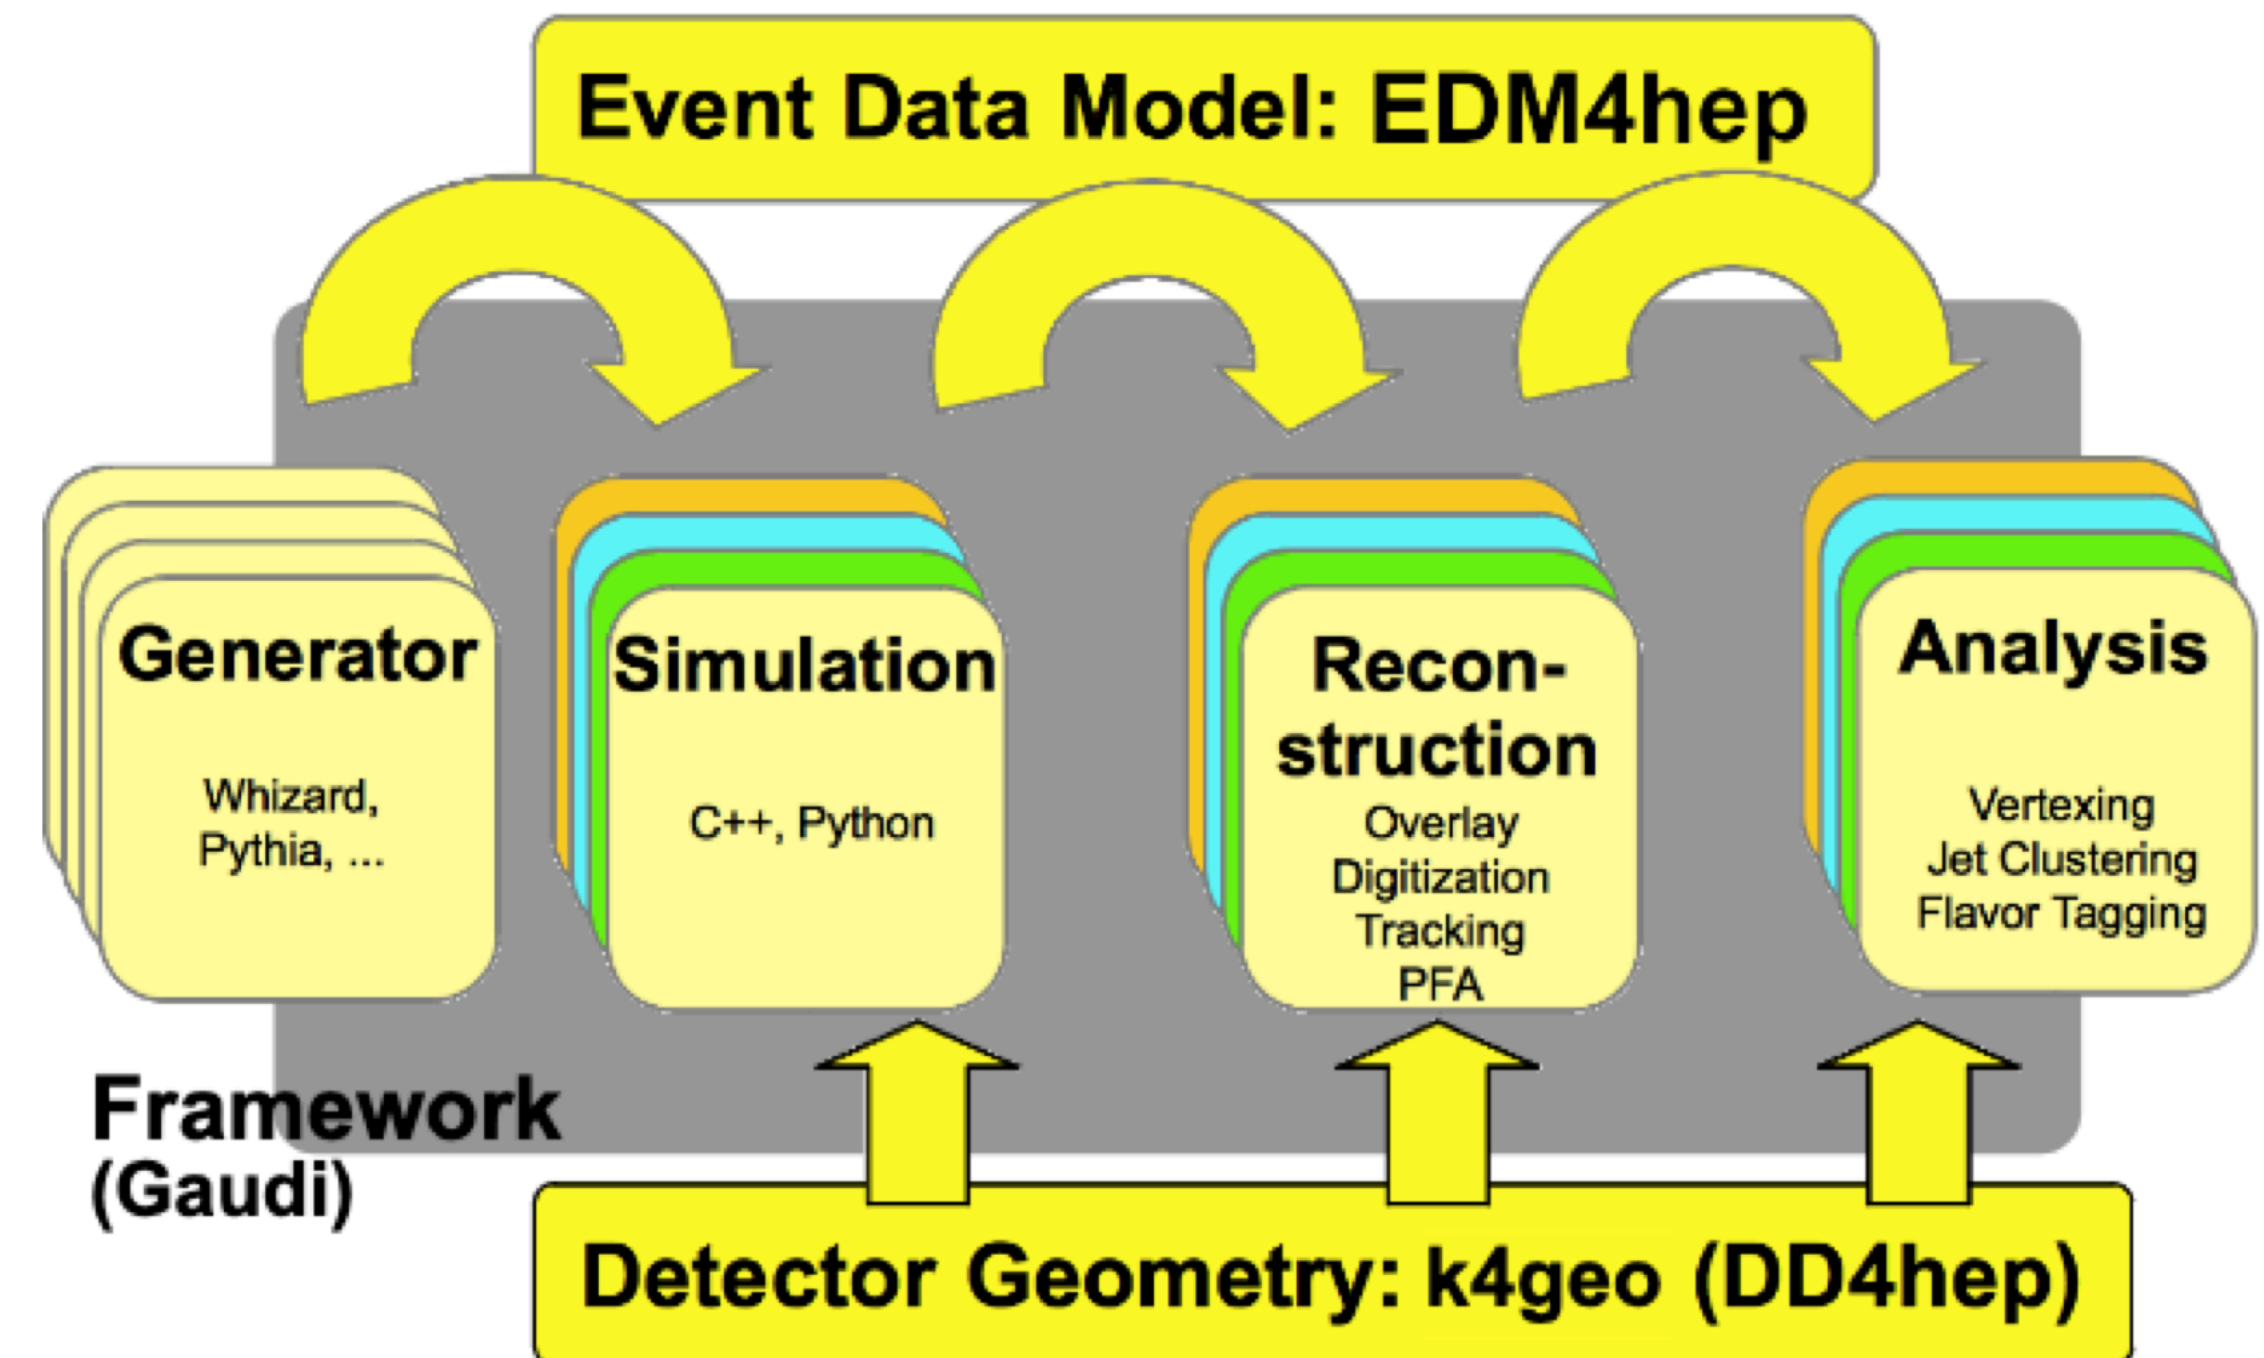 Event Data Model: EDM4hep
Generator
Whizard,
Pythia, ...
Simulation
C++, Python
Recon-
struction
Overlay
Digitization
Tracking
PFA
Analysis
Vertexing
Jet Clustering
Flavor Tagging
Framework
(Gaudi)
Detector Geometry: k4geo (DD4hep)